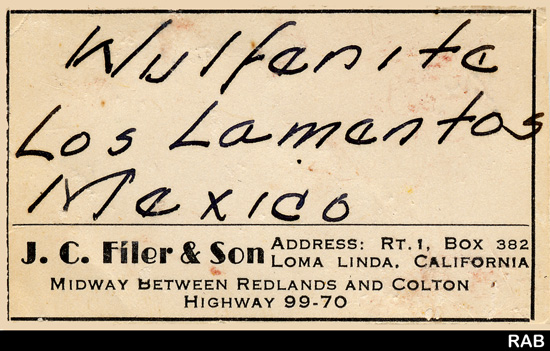 Wulfenite
Los Lamentos
Mexico
J. C. Filer & Son
ADDRESS: RT. 1, BOX 382
LOMA LINDA, CALIFORNIA
MIDWAY BETWEEN REDLANDS AND COLTON
HIGHWAY 99-70
RAB